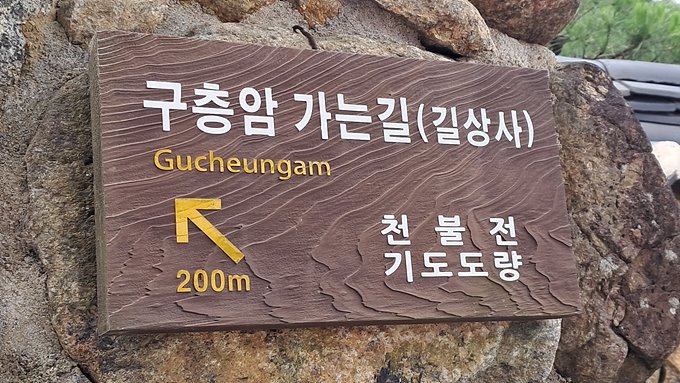 구층암 가는길(길상사)
Gucheungam
200m
천 불 전
기도도량